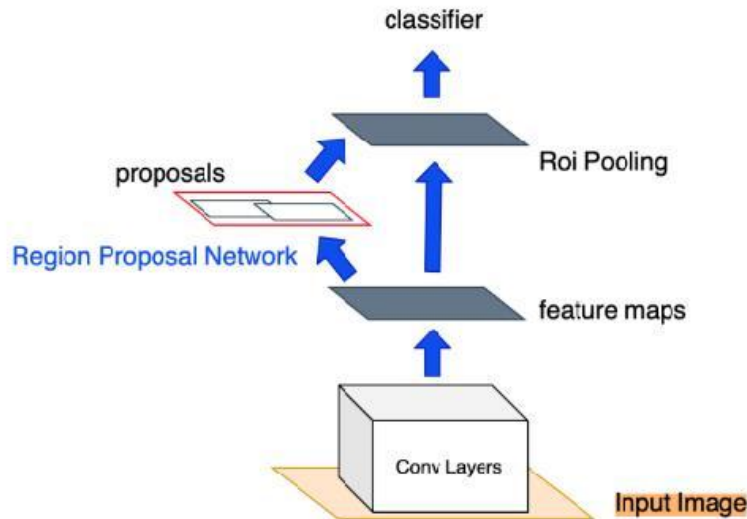 classifier
Roi Pooling
proposals
Region Proposal Network
feature maps
Conv Layers
Input Image